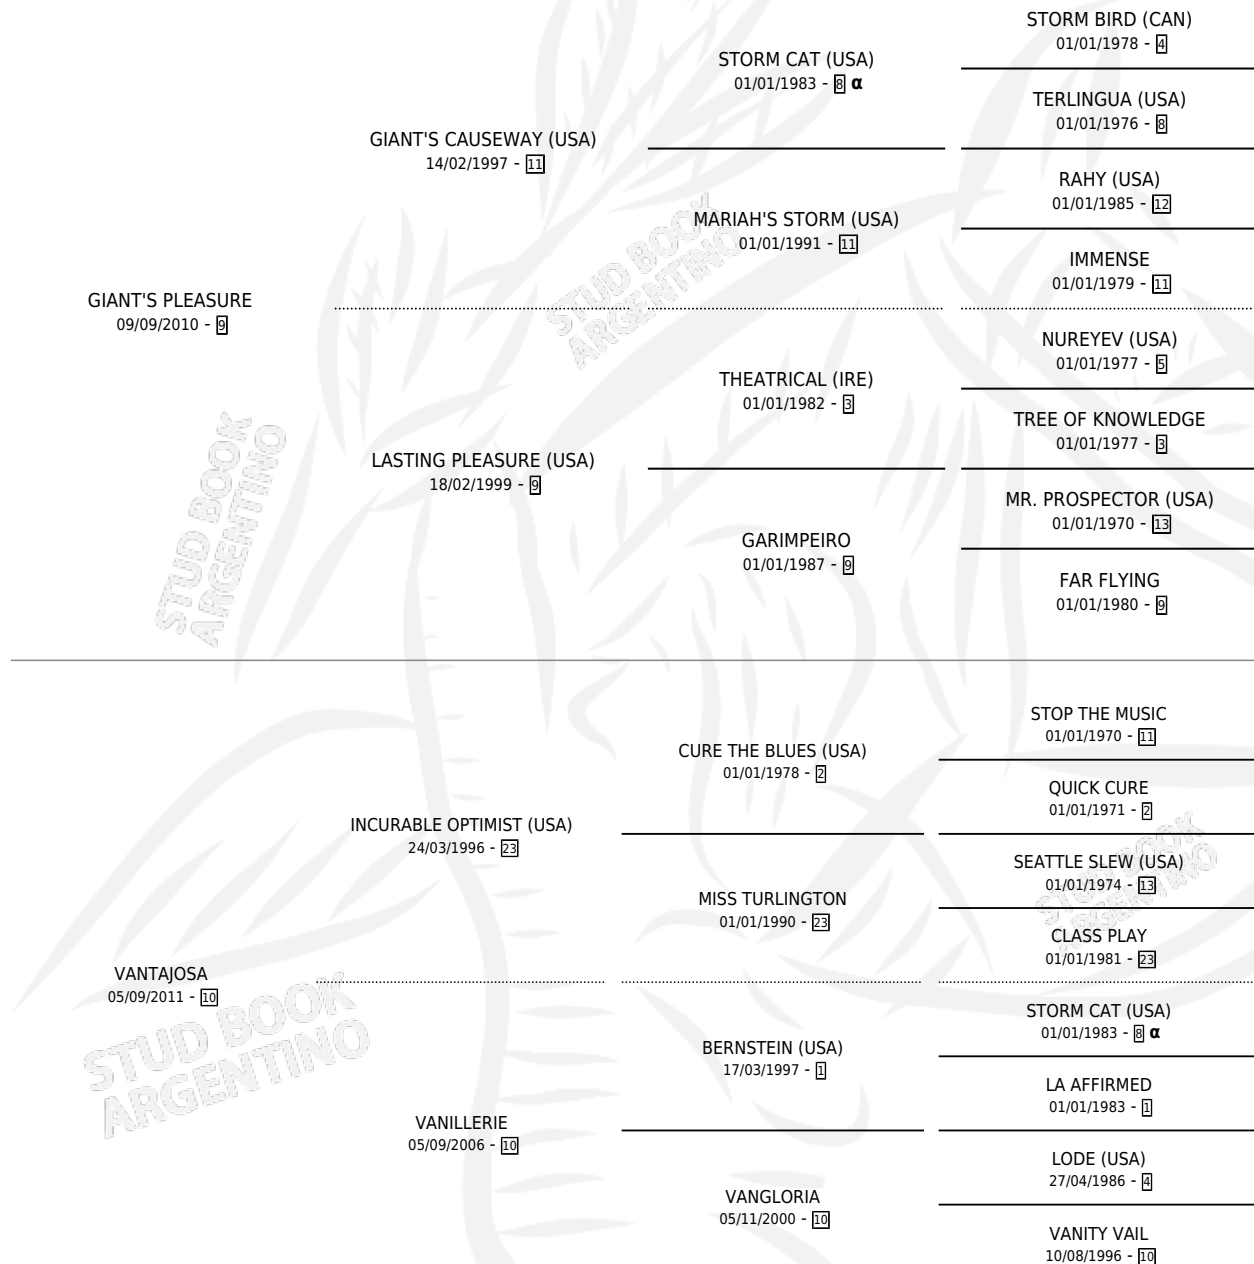 STORM BIRD (CAN)
01/01/1978 - 4
STORM CAT (USA)
01/01/1983 - 8 α
TERLINGUA (USA)
01/01/1976 - 8
GIANT'S CAUSEWAY (USA)
14/02/1997 - 11
RAHY (USA)
01/01/1985 - 12
MARIAH'S STORM (USA)
01/01/1991 - 11
IMMENSE
01/01/1979 - 11
STUD BOOK
ARGENTINO
GIANT'S PLEASURE
09/09/2010 - 9
NUREYEV (USA)
01/01/1977 - 5
THEATRICAL (IRE)
01/01/1982 - 3
TREE OF KNOWLEDGE
01/01/1977 - 3
LASTING PLEASURE (USA)
18/02/1999 - 9
MR. PROSPECTOR (USA)
01/01/1970 - 13
GARIMPEIRO
01/01/1987 - 9
FAR FLYING
01/01/1980 - 9
STUD BOOK
ARGENTINO
STOP THE MUSIC
01/01/1970 - 11
CURE THE BLUES (USA)
01/01/1978 - 2
QUICK CURE
01/01/1971 - 2
INCURABLE OPTIMIST (USA)
24/03/1996 - 23
SEATTLE SLEW (USA)
01/01/1974 - 13
STUD BOOK
ARGENTINO
MISS TURLINGTON
01/01/1990 - 23
CLASS PLAY
01/01/1981 - 23
VANTAJOSA
05/09/2011 - 10
STUD BOOK
ARGENTINO
STORM CAT (USA)
01/01/1983 - 8 α
BERNSTEIN (USA)
17/03/1997 - 1
LA AFFIRMED
01/01/1983 - 1
VANILLERIE
05/09/2006 - 10
LODE (USA)
27/04/1986 - 4
VANGLORIA
05/11/2000 - 10
VANITY VAIL
10/08/1996 - 10